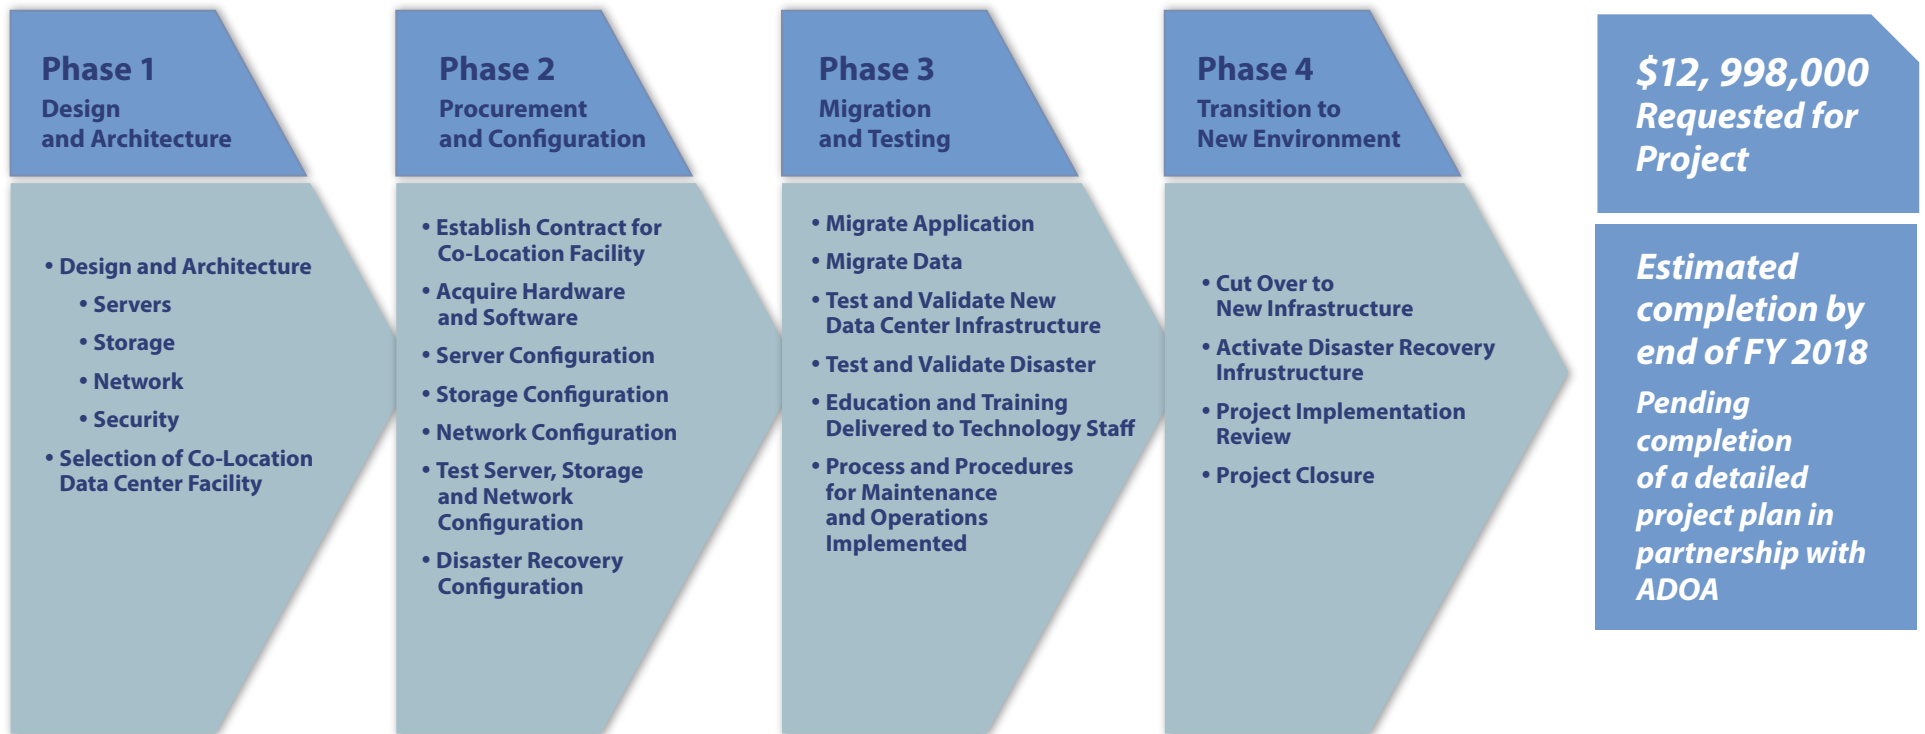 Phase 1
Design
and Architecture
• Design and Architecture
• Servers
• Storage
• Network
• Security
• Selection of Co-Location
Data Center Facility
Phase 2
Procurement
and Configuration
• Establish Contract for
Co-Location Facility
• Acquire Hardware
and Software
• Server Configuration
• Storage Configuration
• Network Configuration
• Test Server, Storage
and Network
Configuration
• Disaster Recovery
Configuration
Phase 3
Migration
and Testing
• Migrate Application
• Migrate Data
• Test and Validate New
Data Center Infrastructure
• Test and Validate Disaster
• Education and Training
Delivered to Technology Staff
• Process and Procedures
for Maintenance
and Operations
Implemented
Phase 4
Transition to
New Environment
• Cut Over to
New Infrastructure
• Activate Disaster Recovery
Infrustructure
• Project Implementation
Review
• Project Closure
$12, 998,000
Requested for
Project
Estimated
completion by
end of FY 2018
Pending
completion
of a detailed
project plan in
partnership with
ADOA